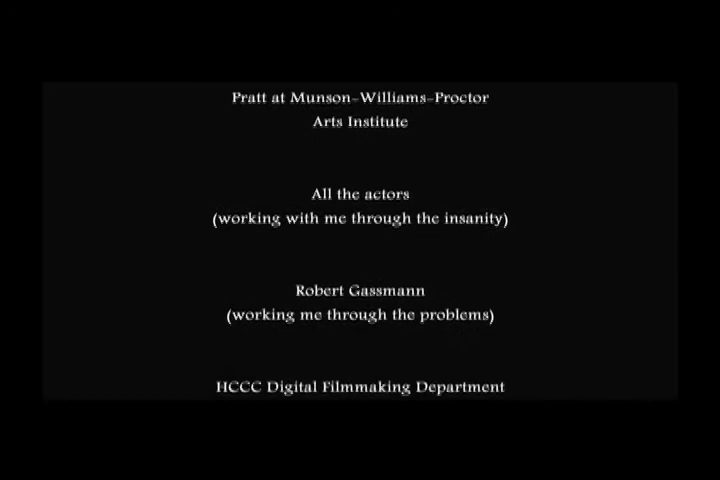 Pratt at Munson-Williams-Proctor
Arts Institute
All the actors
(working with me through the insanity)
Robert Gassmann
(working me through the problems)
HCCC Digital Filmmaking Department